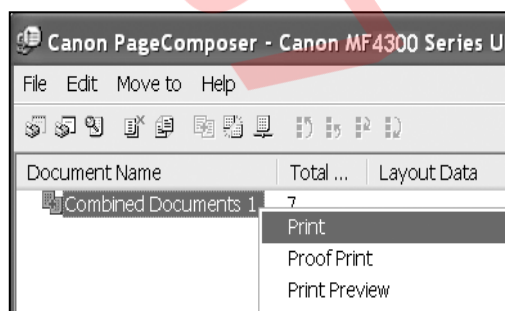 Canon PageComposer - Canon MF4300 Series U
File Edit Move to Help
Document Name Total ... Layout Data
Combined Documents 1 7
Print
Proof Print
Print Preview